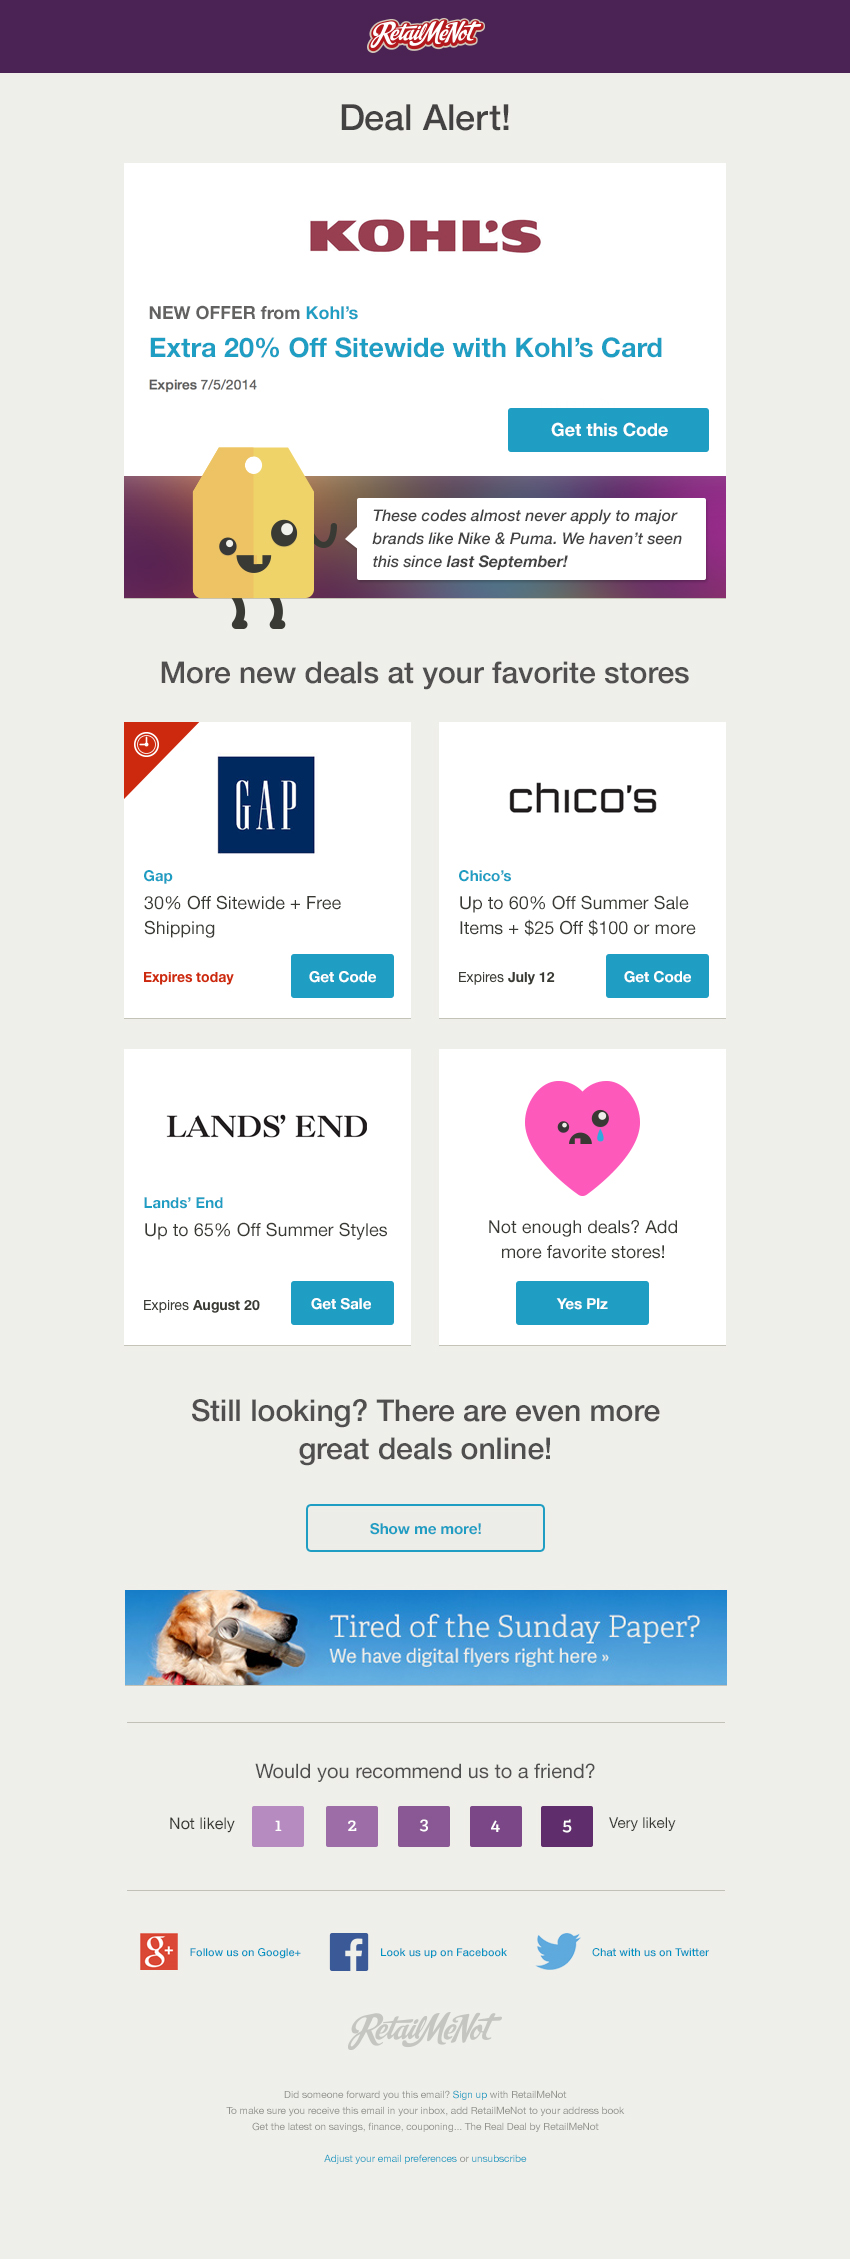 RetailMeNot
Deal Alert!
KOHL'S
NEW OFFER from Kohl's
Extra 20% Off Sitewide with Kohl's Card
Expires 7/5/2014
Get this Code
These codes almost never apply to major
brands like Nike & Puma. We haven't seen
this since last September!
More new deals at your favorite stores
GAP
Gap
30% Off Sitewide + Free
Shipping
Expires today
Get Code
chico's
Chico's
Up to 60% Off Summer Sale
Items + $25 Off $100 or more
Expires July 12
Get Code
LANDS' END
Lands' End
Up to 65% Off Summer Styles
Expires August 20
Get Sale
Not enough deals? Add
more favorite stores!
Yes Plz
Still looking? There are even more
great deals online!
Show me more!
Tired of the Sunday Paper?
We have digital flyers right here »
Would you recommend us to a friend?
Not likely 1 2 3 4 5 Very likely
g+ Follow us on Google+ f Look us up on Facebook Chat with us on Twitter
RetailMeNot
Did someone forward you this email? Sign up with RetailMeNot
To make sure you receive this email in your inbox, add RetailMeNot to your address book
Get the latest on savings, finance, couponing... The Real Deal by RetailMeNot
Adjust your email preferences or unsubscribe